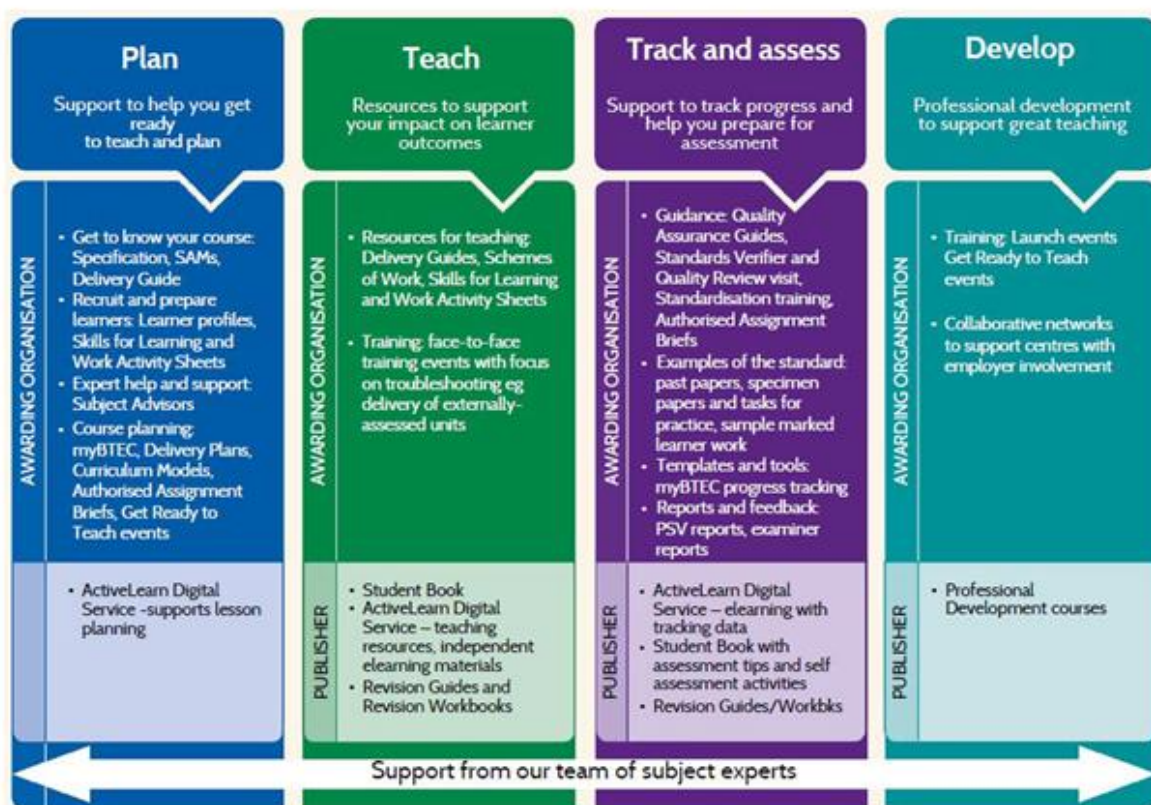 Plan
Support to help you get
ready
to teach and plan
AWARDING ORGANISATION
• Get to know your course:
Specification, SAMs,
Delivery Guide
• Recruit and prepare
learners: Learner profiles,
Skills for Learning and
Work Activity Sheets
• Expert help and support:
Subject Advisors
• Course planning:
myBTEC, Delivery Plans,
Curriculum Models,
Authorised Assignment
Briefs, Get Ready to
Teach events
• ActiveLearn Digital
Service -supports lesson
planning
Teach
Resources to support
your impact on learner
outcomes
AWARDING ORGANISATION
• Resources for teaching:
Delivery Guides, Schemes
of Work, Skills for Learning
and Work Activity Sheets
• Training: face-to-face
training events with focus
on troubleshooting eg
delivery of externally-
assessed units
PUBLISHER
• Student Book
• ActiveLearn Digital
Service – teaching
resources, independent
elearning materials
• Revision Guides and
Revision Workbooks
Track and assess
Support to track progress and
help you prepare for
assessment
AWARDING ORGANISATION
• Guidance: Quality
Assurance Guides,
Standards Verifier and
Quality Review visit,
Standardisation training,
Authorised Assignment
Briefs
• Examples of the standard:
past papers, specimen
papers and tasks for
practice, sample marked
learner work
• Templates and tools:
myBTEC progress tracking
• Reports and feedback:
PSV reports, examiner
reports
PUBLISHER
• ActiveLearn Digital
Service – elearning with
tracking data
• Student Book with
assessment tips and self
assessment activities
• Revision Guides/Workbks
Develop
Professional development
to support great teaching
AWARDING ORGANISATION
• Training: Launch events
Get Ready to Teach
events
• Collaborative networks
to support centres with
employer involvement
PUBLISHER
• Professional
Development courses
Support from our team of subject experts